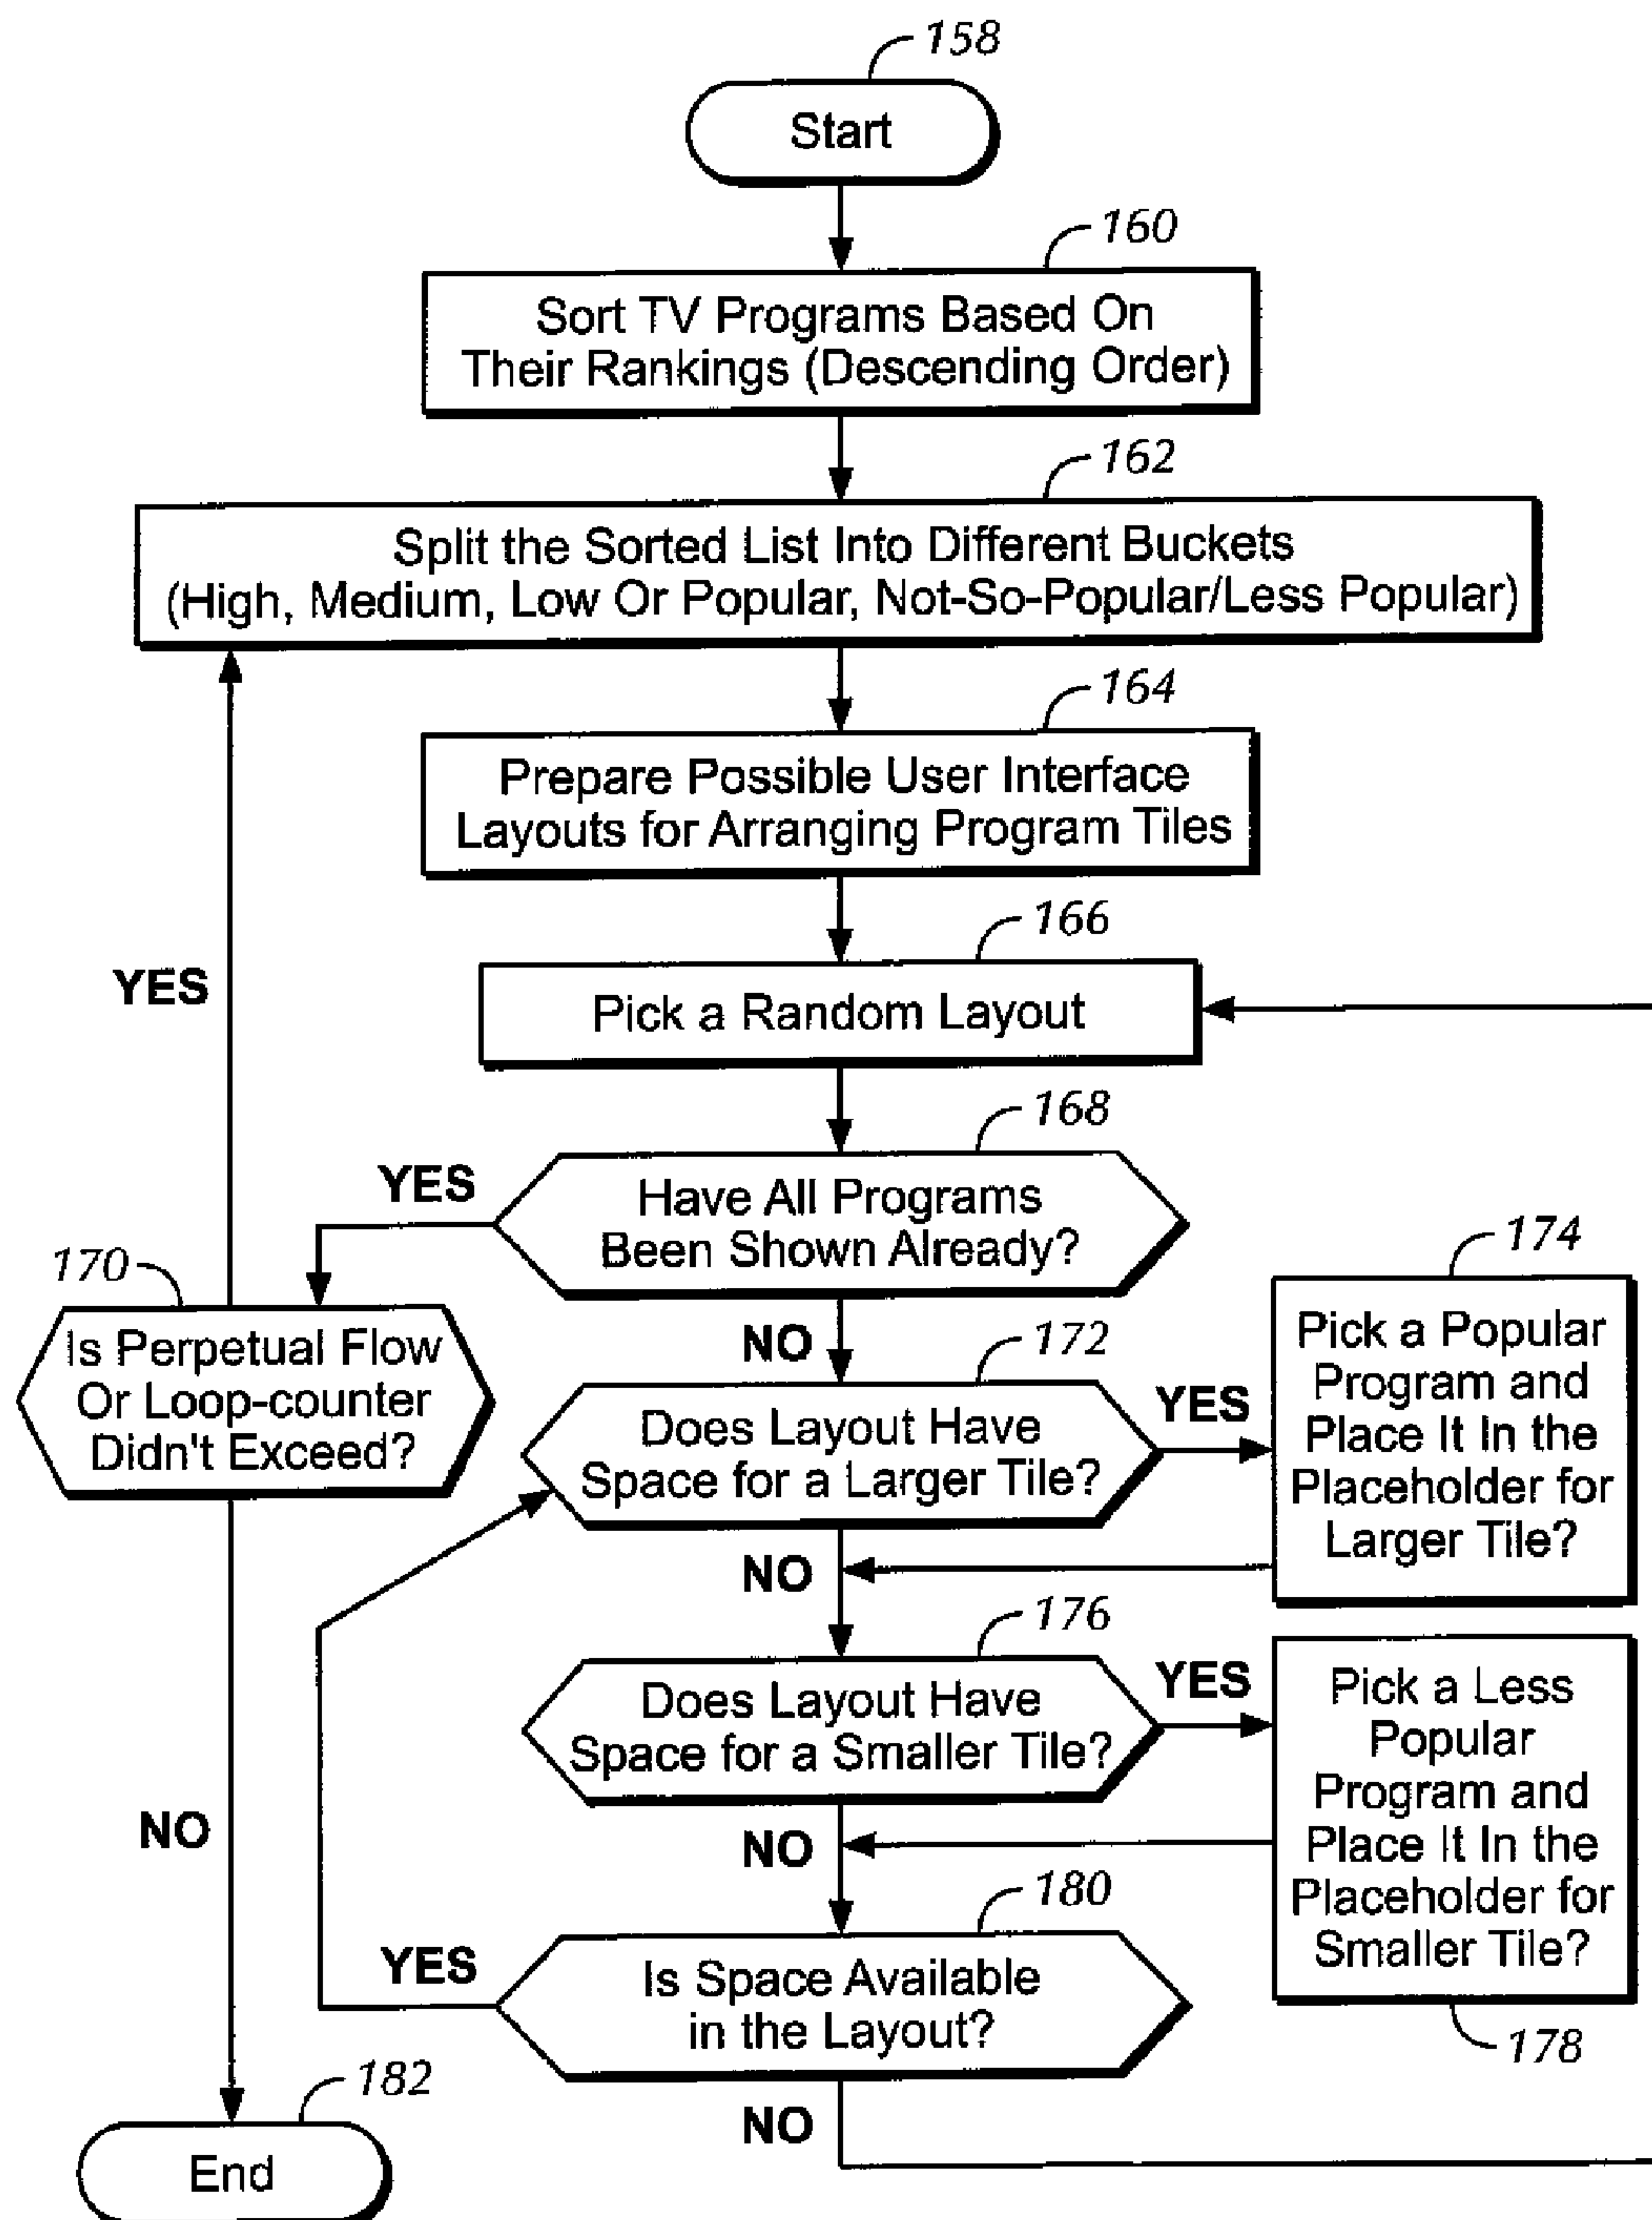 158
Start
160
Sort TV Programs Based On
Their Rankings (Descending Order)
162
Split the Sorted List Into Different Buckets
(High, Medium, Low Or Popular, Not-So-Popular/Less Popular)
164
Prepare Possible User Interface
Layouts for Arranging Program Tiles
166
YES
Pick a Random Layout
168
YES
Have All Programs
Been Shown Already?
170
Is Perpetual Flow
Or Loop-counter
Didn't Exceed?
NO
172
Does Layout Have
Space for a Larger Tile?
YES
174
Pick a Popular
Program and
Place It In the
Placeholder for
Larger Tile?
NO
176
Does Layout Have
Space for a Smaller Tile?
YES
Pick a Less
Popular
Program and
Place It In the
Placeholder for
Smaller Tile?
178
NO
NO
180
YES
Is Space Available
in the Layout?
NO
182
End